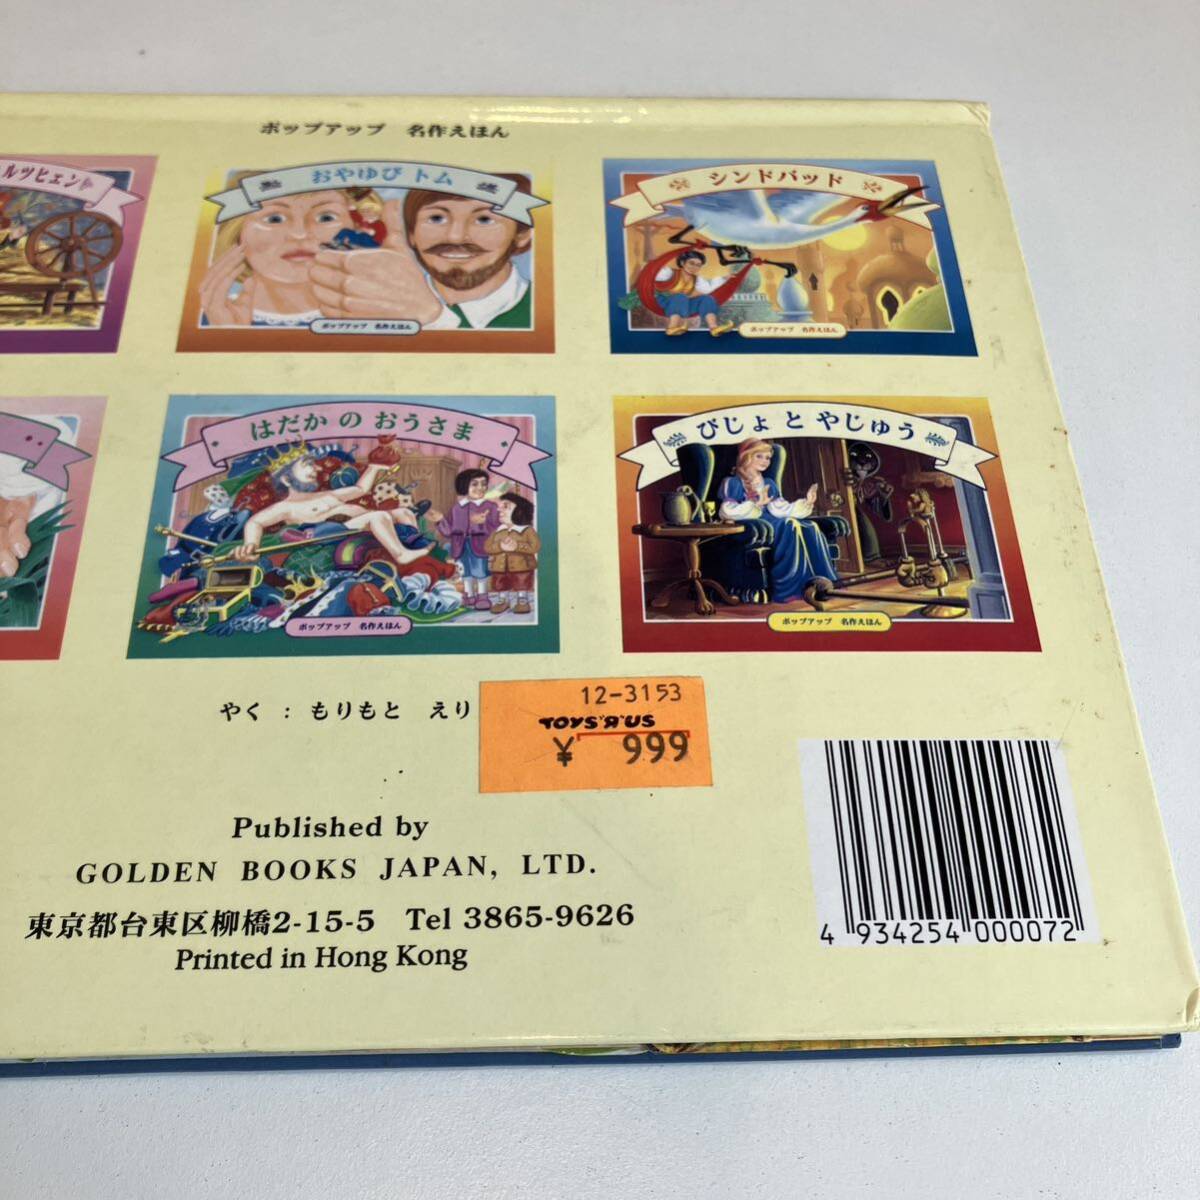 ポップアップ 名作えほん
ルツヒェン
おやゆび トム
ポップアップ 名作えほん
シンドバッド
ポップアップ 名作えほん
はだか の おうさま
ポップアップ 名作えほん
びじょ と やじゅう
ポップアップ 名作えほん
やく : もりもと えり
12-3153
TOYS"R"US
¥ 999
Published by
GOLDEN BOOKS JAPAN, LTD.
東京都台東区柳橋2-15-5 Tel 3865-9626
Printed in Hong Kong
4 934254 000072